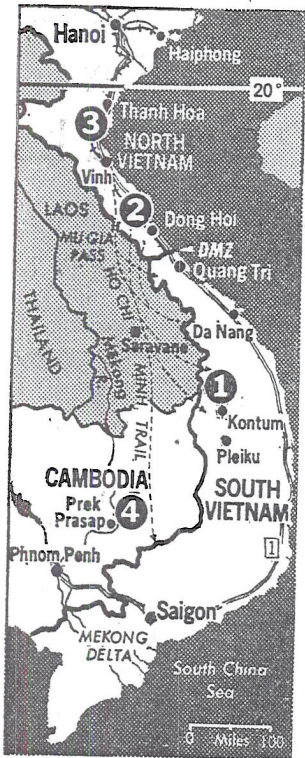 Hanoi
Haiphong
20°
Thanh Hoa
3
NORTH
VIETNAM
Vinh
LAOS
2
MU GIA
PASS
Dong Hoi
DMZ
Quang Tri
HO CHI
MINH
TRAIL
THAILAND
Da Nang
Saravane
Mekong
R.
1
Kontum
Pleiku
CAMBODIA
SOUTH
VIETNAM
Prek
Prasap
4
1
Phnom Penh
Saigon
MEKONG
DELTA
South China
Sea
0 Miles 100